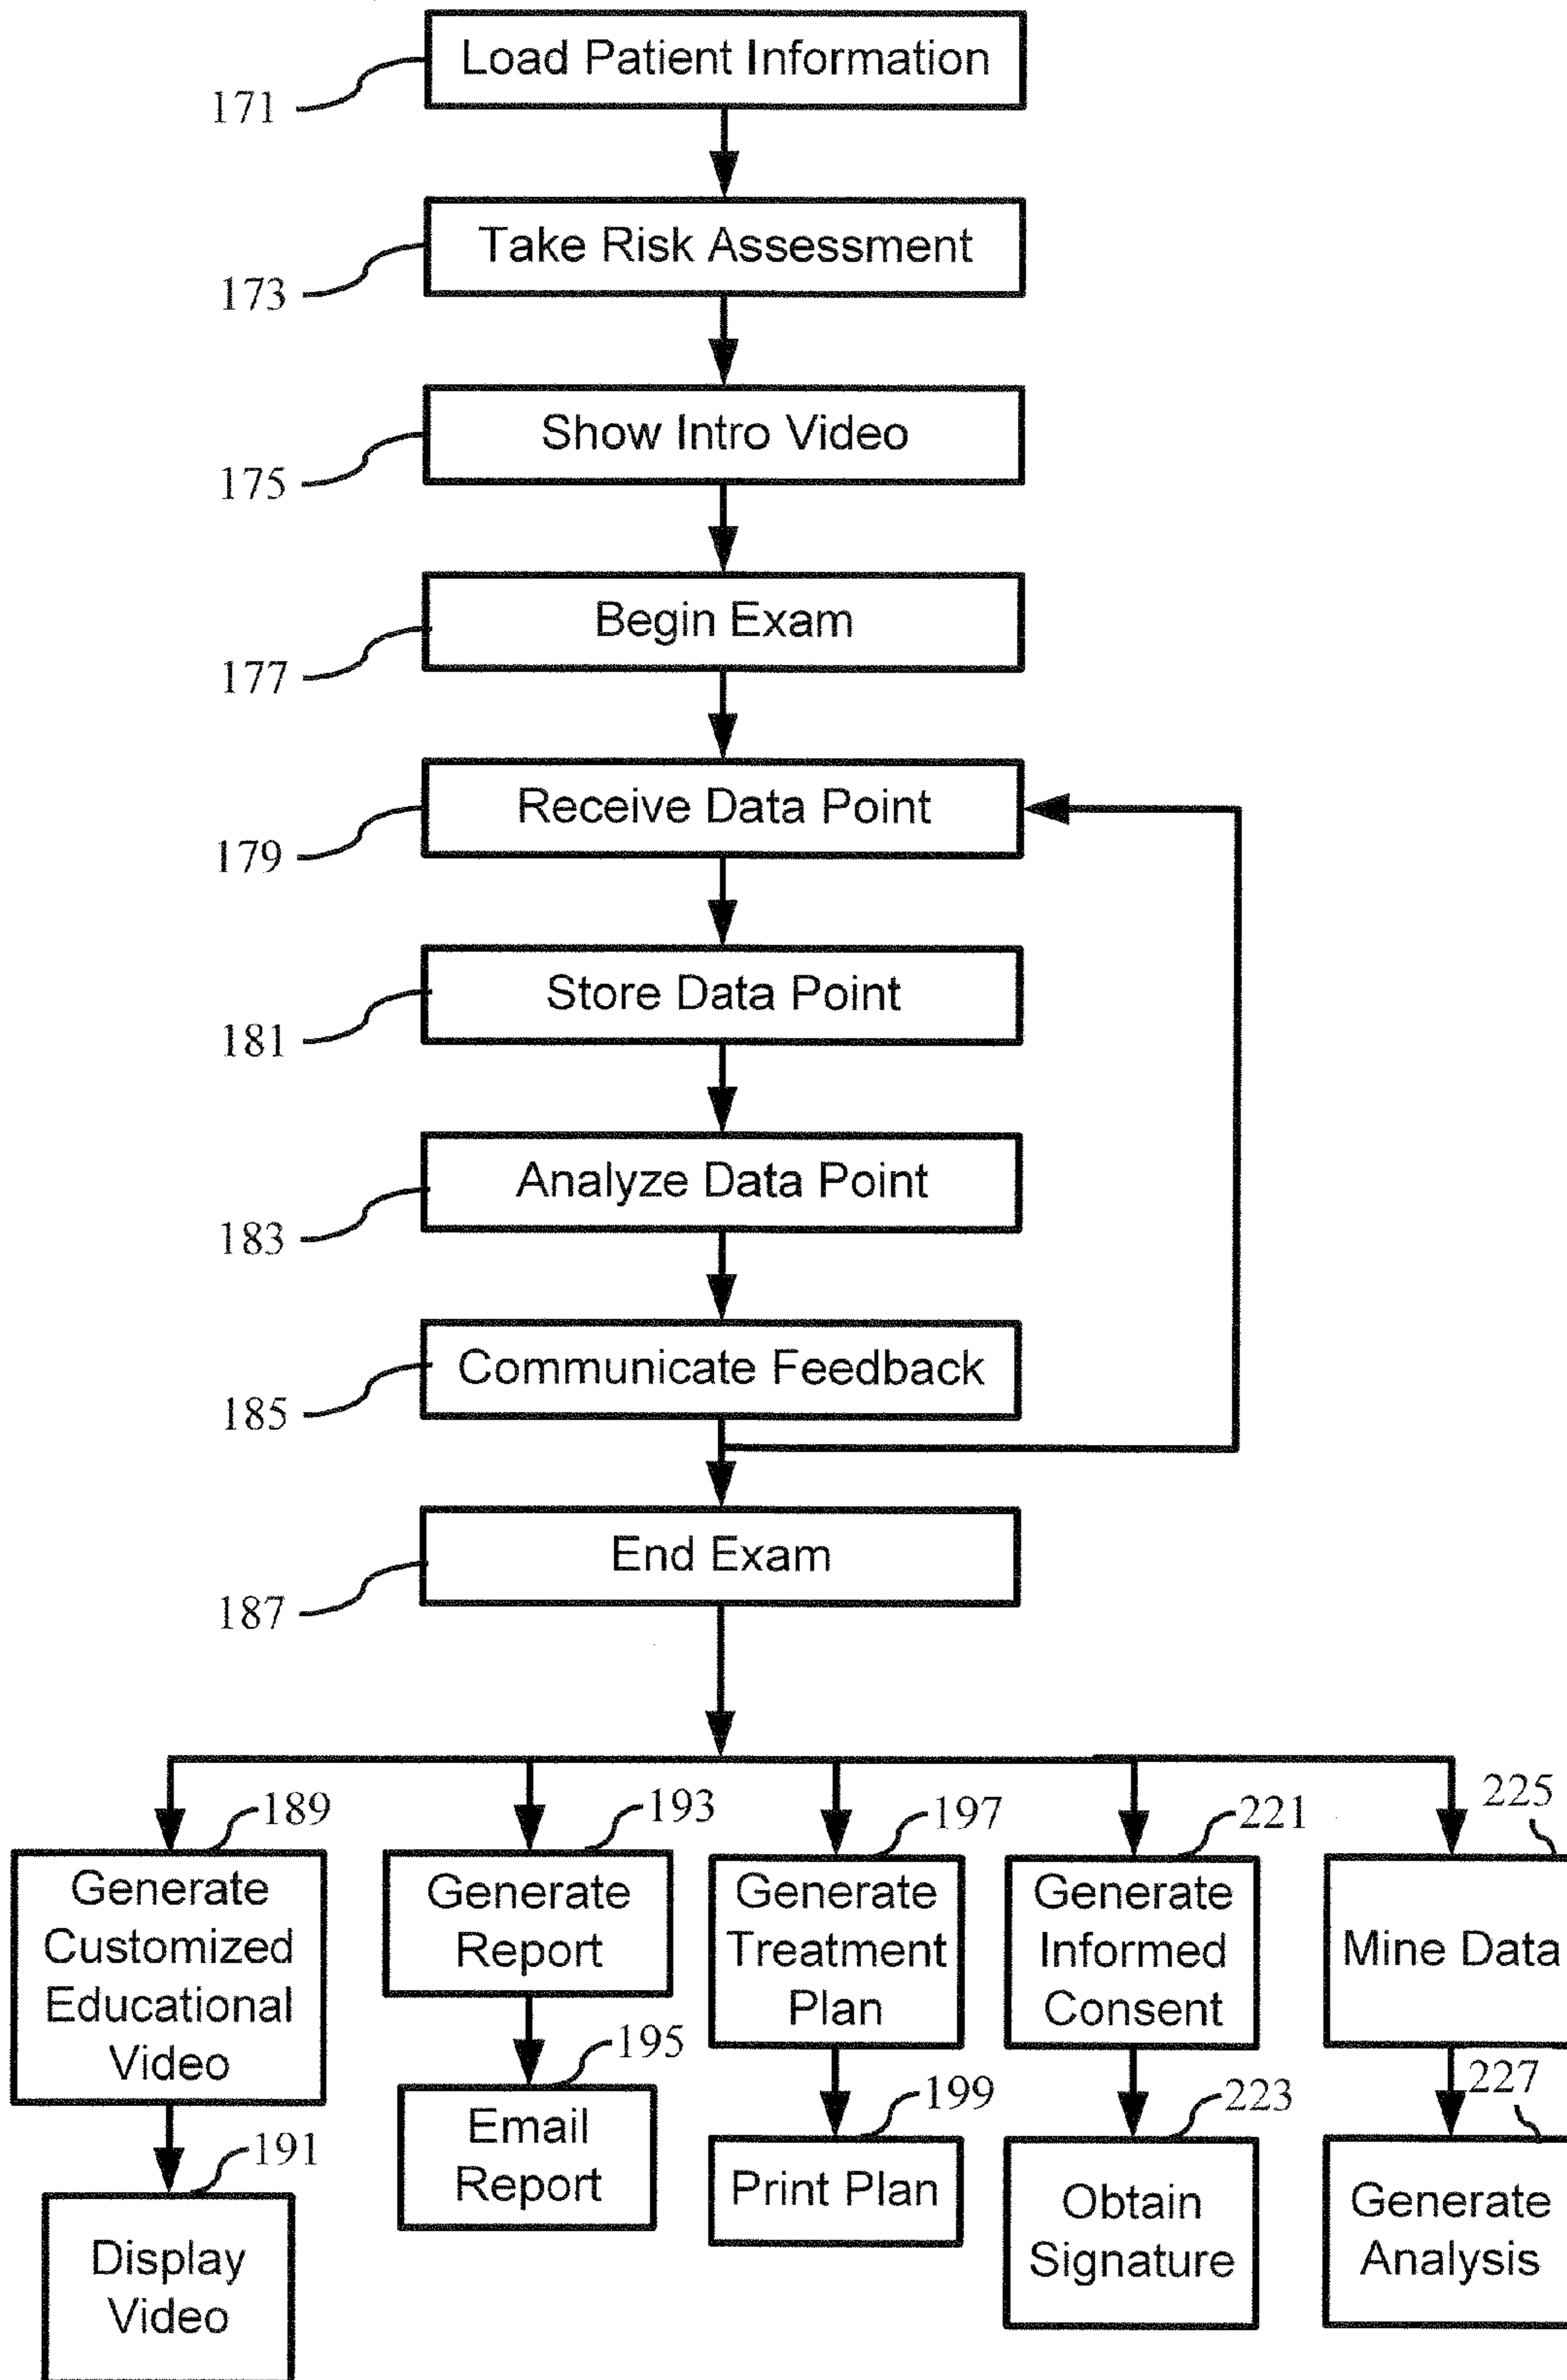 Load Patient Information
171
Take Risk Assessment
173
Show Intro Video
175
Begin Exam
177
Receive Data Point
179
Store Data Point
181
Analyze Data Point
183
Communicate Feedback
185
End Exam
187
189
Generate
Customized
Educational
Video
191
Display
Video
193
Generate
Report
195
Email
Report
197
Generate
Treatment
Plan
199
Print Plan
221
Generate
Informed
Consent
223
Obtain
Signature
225
Mine Data
227
Generate
Analysis